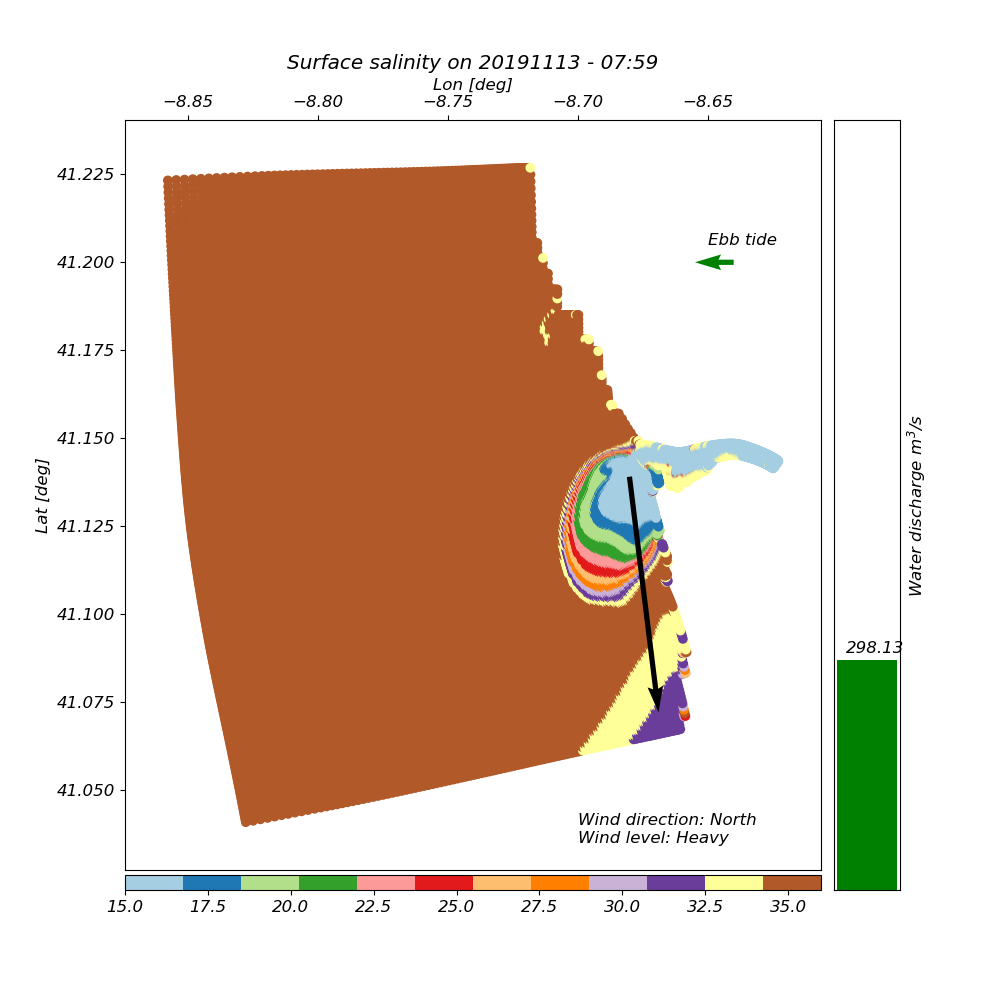 Surface salinity on 20191113 - 07:59
Lon [deg]
−8.85 −8.80 −8.75 −8.70 −8.65
41.225
41.200
41.175
41.150
41.125
41.100
41.075
41.050
Lat [deg]
Ebb tide
Wind direction: North
Wind level: Heavy
15.0 17.5 20.0 22.5 25.0 27.5 30.0 32.5 35.0
298.13
Water discharge m³/s